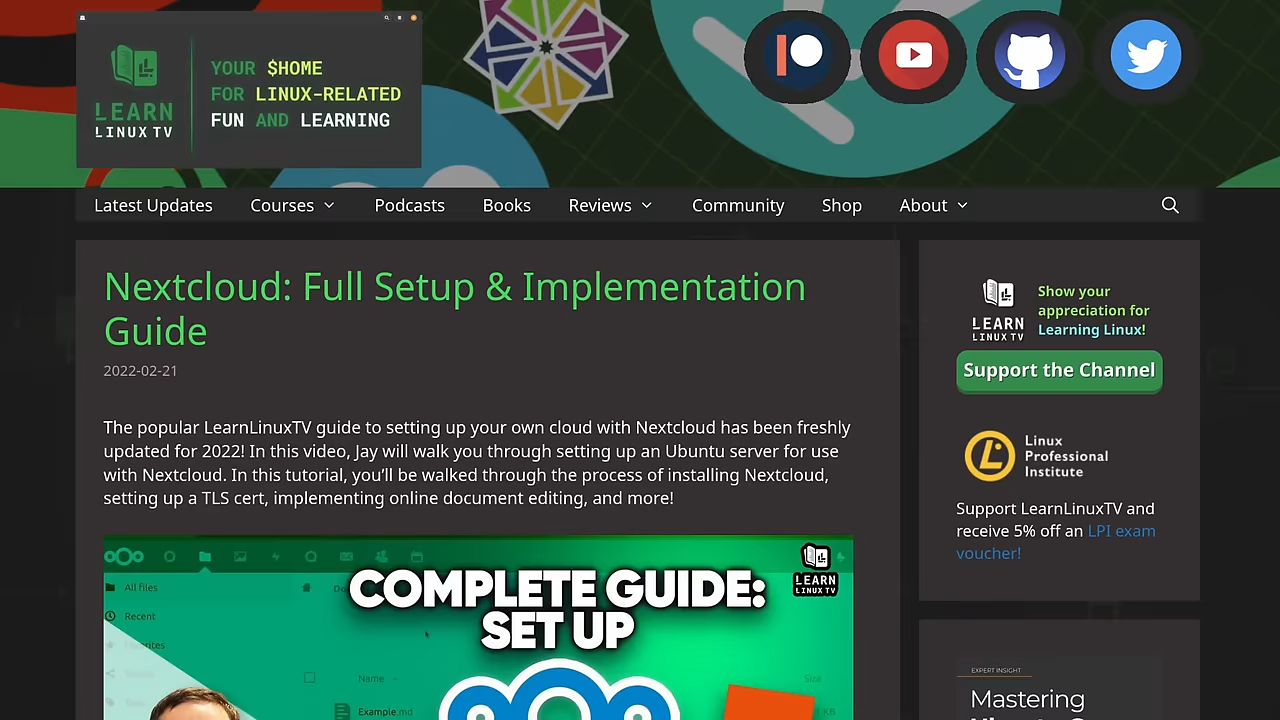 YOUR $HOME
FOR LINUX-RELATED
FUN AND LEARNING
LEARN
LINUX TV
Latest Updates
Courses
Podcasts
Books
Reviews
Community
Shop
About
Nextcloud: Full Setup & Implementation
Guide
2022-02-21
The popular LearnLinuxTV guide to setting up your own cloud with Nextcloud has been freshly
updated for 2022! In this video, Jay will walk you through setting up an Ubuntu server for use
with Nextcloud. In this tutorial, you’ll be walked through the process of installing Nextcloud,
setting up a TLS cert, implementing online document editing, and more!
All files
Recent
COMPLETE GUIDE:
SET UP
LEARN
LINUX TV
Name
Size
Example.md
KB
Show your
appreciation for
Learning Linux!
LEARN
LINUX TV
Support the Channel
Linux
Professional
Institute
Support LearnLinuxTV and
receive 5% off an LPI exam
voucher!
EXPERT INSIGHT
Mastering